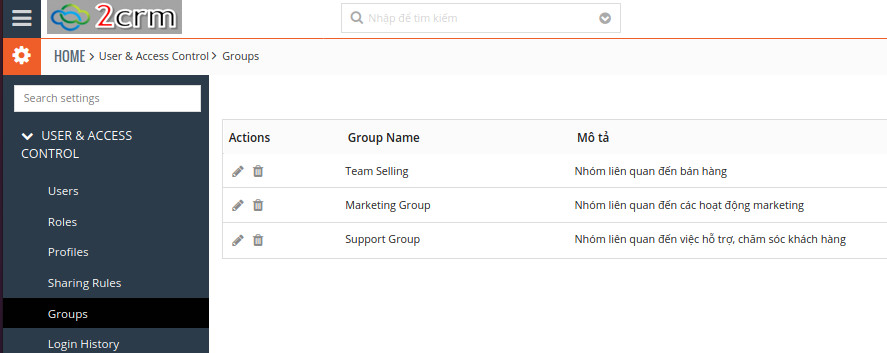 2crm
Nhập để tìm kiếm
HOME > User & Access Control > Groups
Search settings
USER & ACCESS
CONTROL
Users
Roles
Profiles
Sharing Rules
Groups
Login History
Actions Group Name Mô tả
Team Selling Nhóm liên quan đến bán hàng
Marketing Group Nhóm liên quan đến các hoạt động marketing
Support Group Nhóm liên quan đến việc hỗ trợ, chăm sóc khách hàng